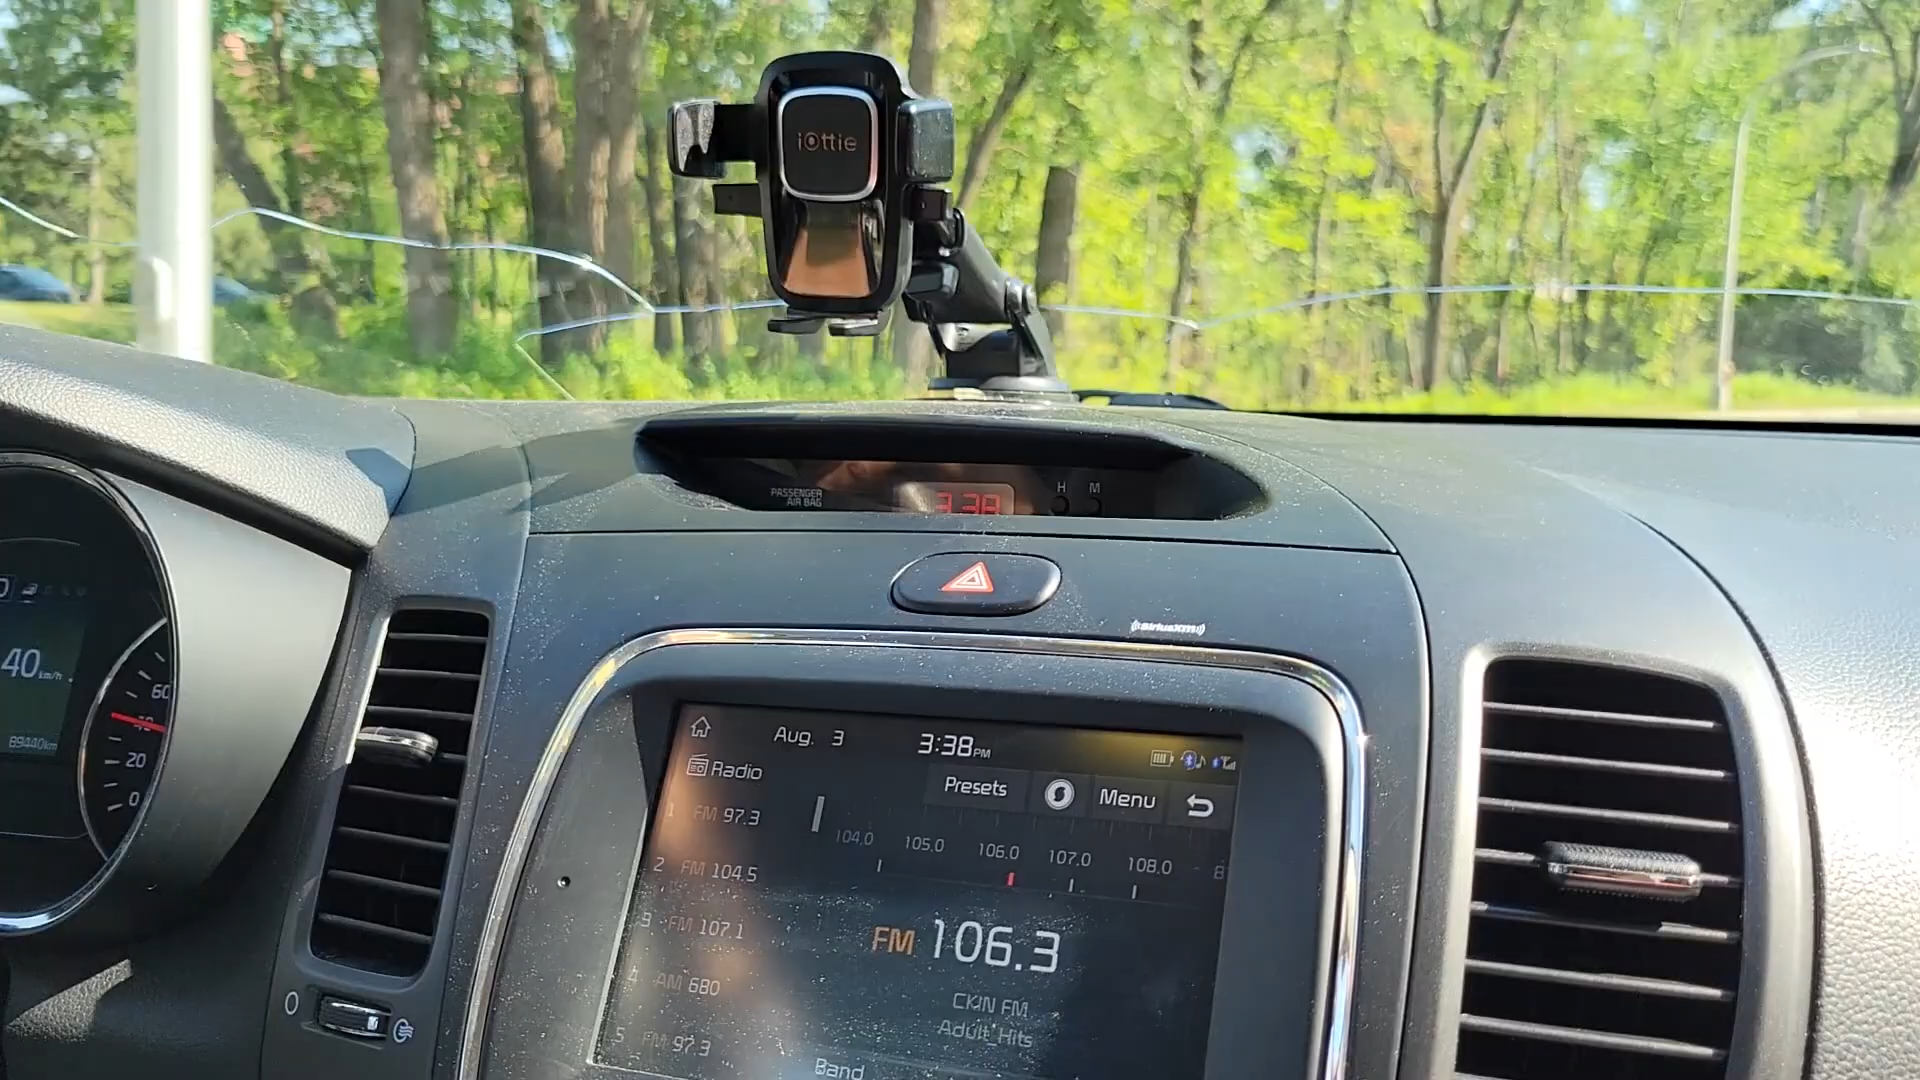 iOttie
PASSENGER
AIR BAG
3:38
H M
SiriusXM
40 km/h
89440km
60
40
20
0
Aug. 3
3:38 PM
Radio
Presets
Menu
1 FM 97.3
2 FM 104.5
3 FM 107.1
4 AM 680
5 FM 97.3
104.0 105.0 106.0 107.0 108.0
FM 106.3
CKIN FM
Adult Hits
Band
0